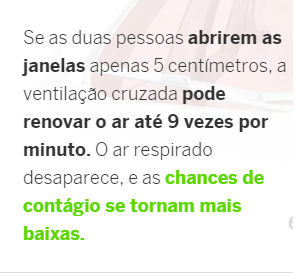 Se as duas pessoas abrirem as
janelas apenas 5 centímetros, a
ventilação cruzada pode
renovar o ar até 9 vezes por
minuto. O ar respirado
desaparece, e as chances de
contágio se tornam mais
baixas.